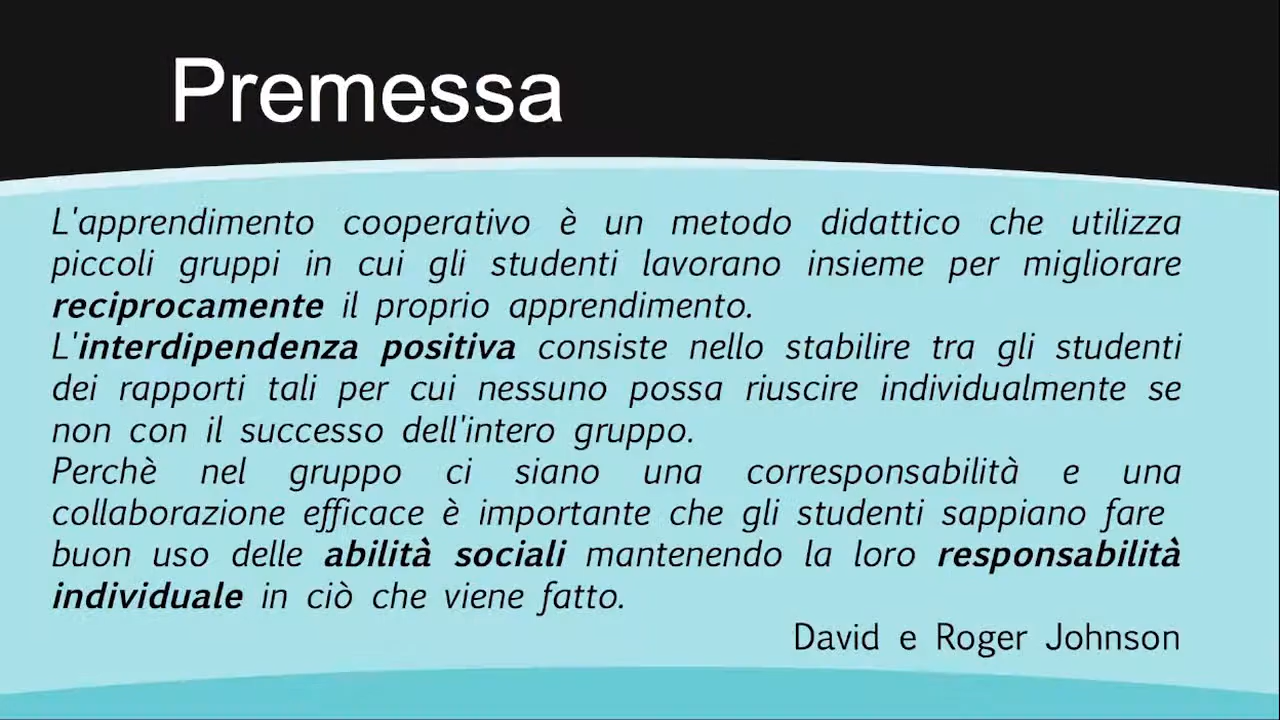 Premessa
L'apprendimento cooperativo è un metodo didattico che utilizza
piccoli gruppi in cui gli studenti lavorano insieme per migliorare
reciprocamente il proprio apprendimento.
L'interdipendenza positiva consiste nello stabilire tra gli studenti
dei rapporti tali per cui nessuno possa riuscire individualmente se
non con il successo dell'intero gruppo.
Perchè nel gruppo ci siano una corresponsabilità e una
collaborazione efficace è importante che gli studenti sappiano fare
buon uso delle abilità sociali mantenendo la loro responsabilità
individuale in ciò che viene fatto.
David e Roger Johnson